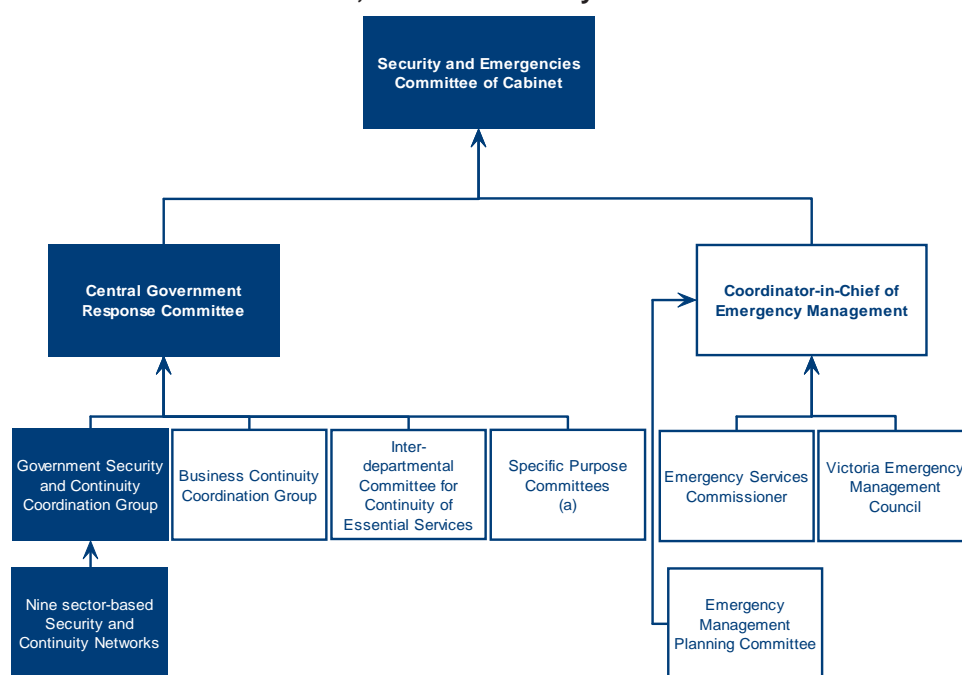 Security and Emergencies
Committee of Cabinet
Central Government
Response Committee
Coordinator-in-Chief of
Emergency Management
Government Security
and Continuity
Coordination Group
Business Continuity
Coordination Group
Inter-
departmental
Committee for
Continuity of
Essential Services
Specific Purpose
Committees
(a)
Emergency Services
Commissioner
Victoria Emergency
Management
Council
Nine sector-based
Security and
Continuity Networks
Emergency
Management
Planning Committee